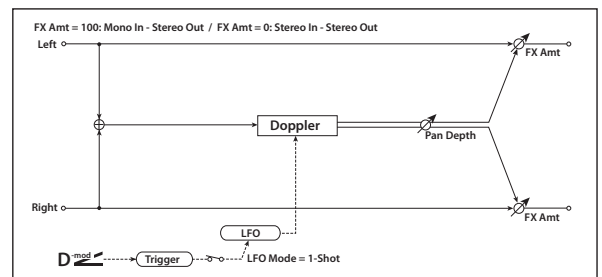 FX Amt = 100: Mono In - Stereo Out / FX Amt = 0: Stereo In - Stereo Out
Left
FX Amt
Doppler
Pan Depth
Right
FX Amt
LFO
D-mod
Trigger
LFO Mode = 1-Shot